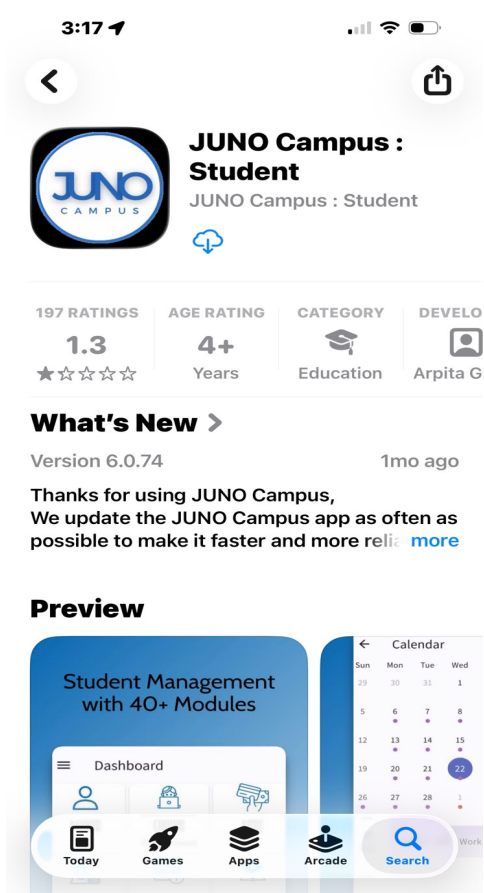 3:17
JUNO Campus :
Student
JUNO Campus : Student
JUNO
CAMPUS
197 RATINGS
AGE RATING
CATEGORY
DEVELO
1.3
4+
Years
Education
Arpita G
What's New
Version 6.0.74
1mo ago
Thanks for using JUNO Campus,
We update the JUNO Campus app as often as
possible to make it faster and more relia more
Preview
Student Management
with 40+ Modules
Dashboard
Calendar
Sun Mon Tue Wed
29 30 31 1
5 6 7 8
12 13 14 15
19 20 21 22
26 27 28 1
Work
Today
Games
Apps
Arcade
Search